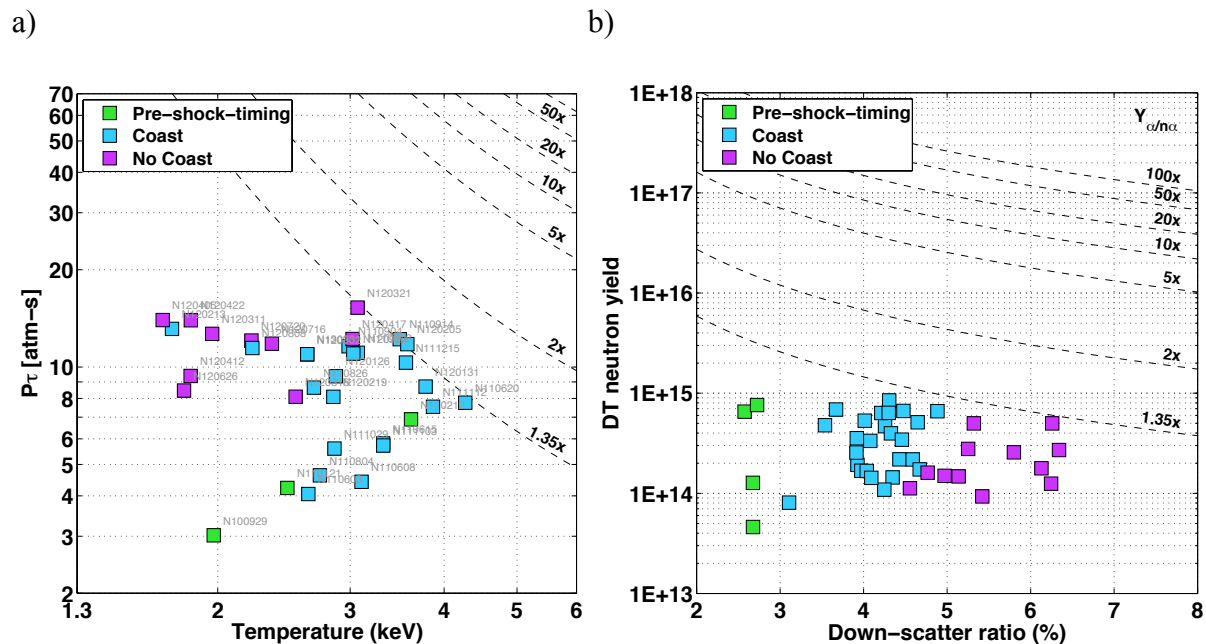 a)
b)
70
60
50
40
30
20
10
8
6
5
4
3
2
1.3
2
3
4
5
6
Pτ [atm-s]
Temperature (keV)
Pre-shock-timing
Coast
No Coast
50x
20x
10x
5x
2x
1.35x
N120321
N120422
N120213
N120311
N120720
N120716
N120417
N110914
N120205
N111215
N120412
N120626
N120126
N120131
N110620
N120219
N111112
N111029
N110804
N110608
N100929
1E+18
1E+17
1E+16
1E+15
1E+14
1E+13
2
3
4
5
6
7
8
DT neutron yield
Down-scatter ratio (%)
Pre-shock-timing
Coast
No Coast
Yα/nα
100x
50x
20x
10x
5x
2x
1.35x